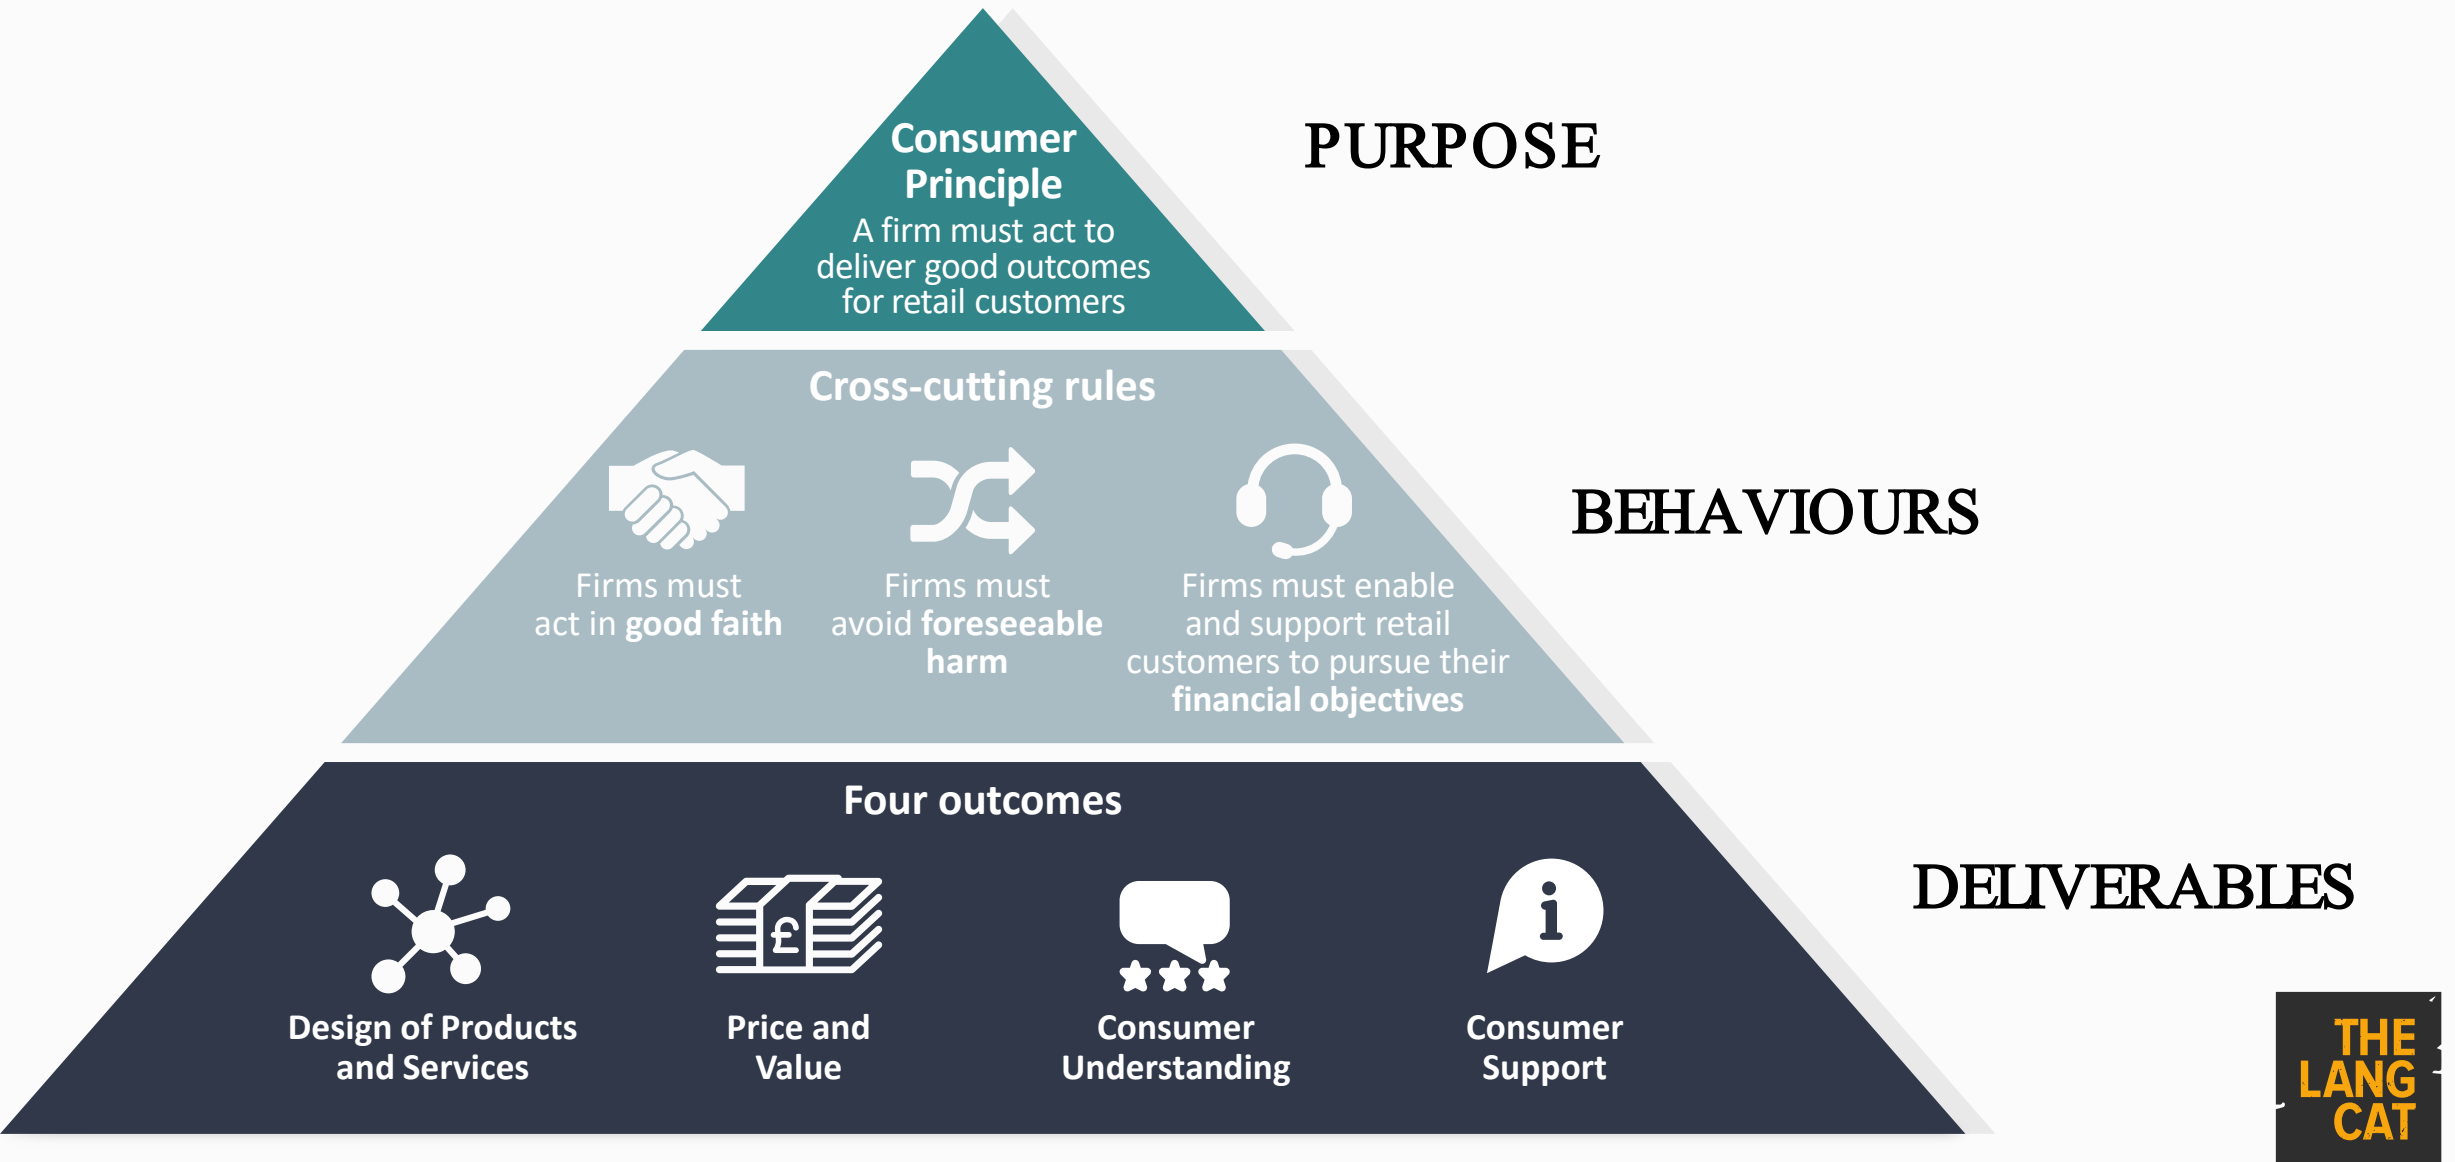 Consumer
Principle
A firm must act to
deliver good outcomes
for retail customers
PURPOSE
Cross-cutting rules
Firms must
act in good faith
Firms must
avoid foreseeable
harm
Firms must enable
and support retail
customers to pursue their
financial objectives
BEHAVIOURS
Four outcomes
£
i
Design of Products
and Services
Price and
Value
Consumer
Understanding
Consumer
Support
DELIVERABLES
THE
LANG
CAT